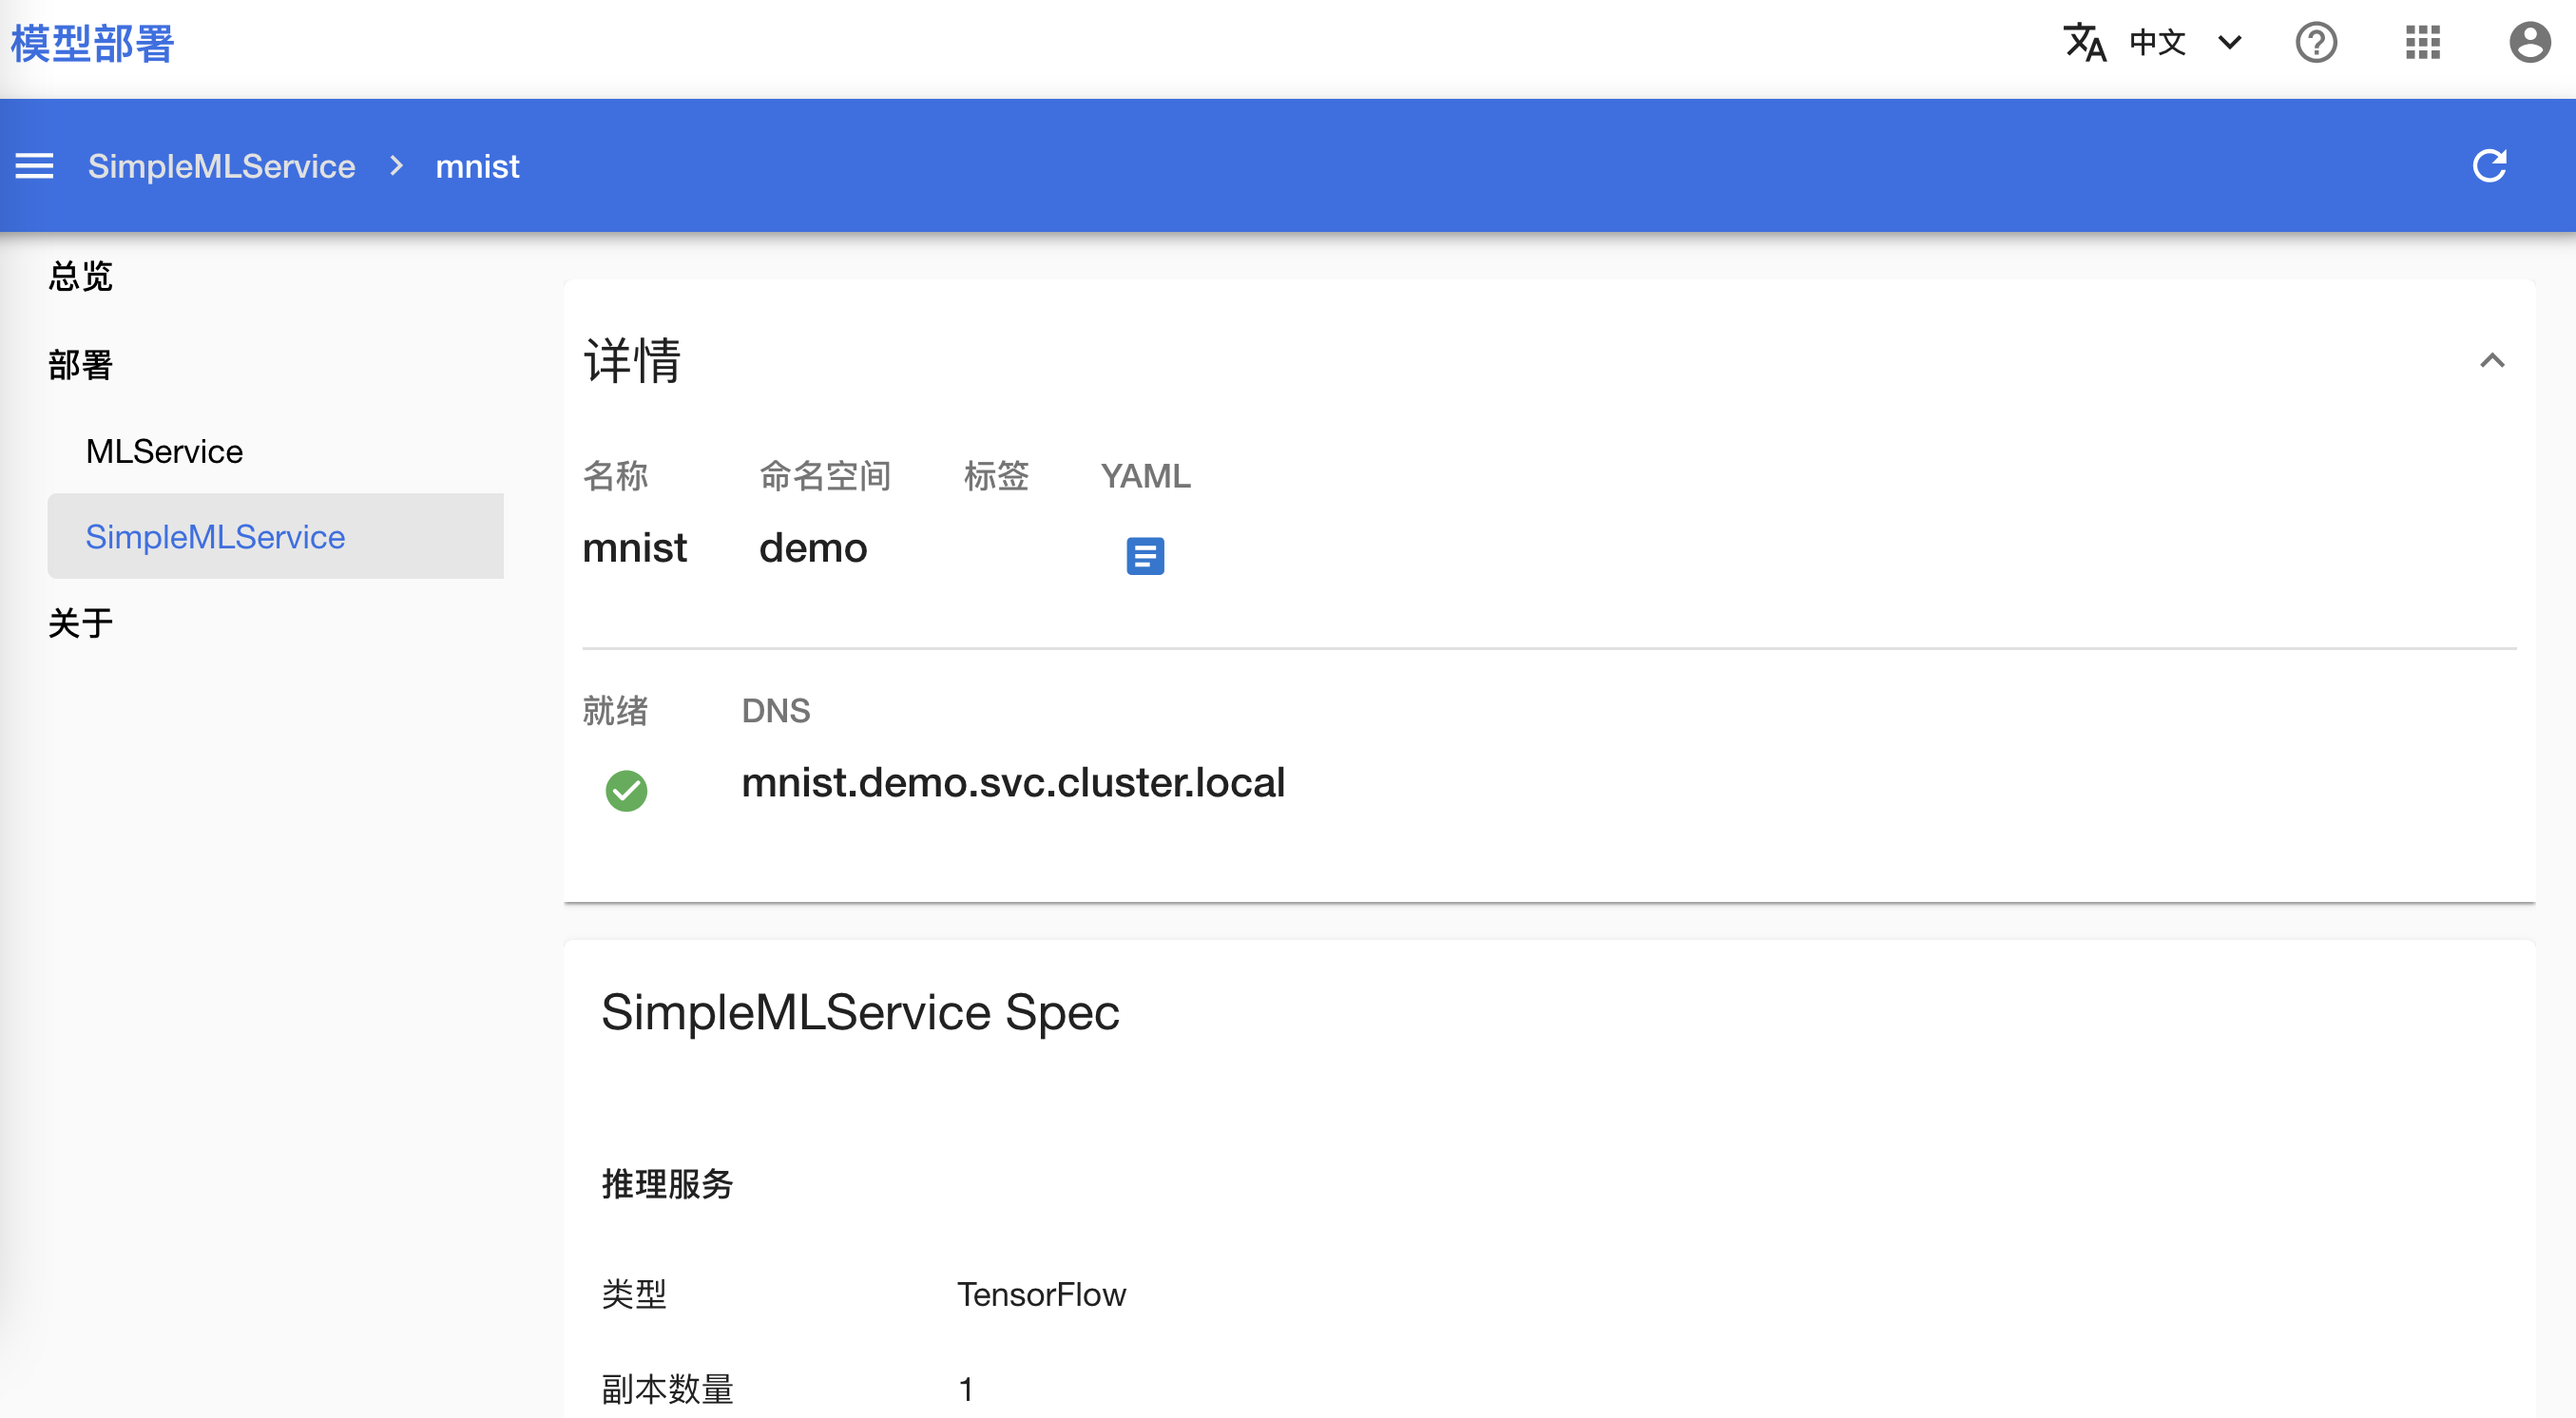 模型部署
中文
SimpleMLService > mnist
总览
部署
MLService
SimpleMLService
关于
详情
名称 命名空间 标签 YAML
mnist demo
就绪 DNS
mnist.demo.svc.cluster.local
SimpleMLService Spec
推理服务
类型 TensorFlow
副本数量 1